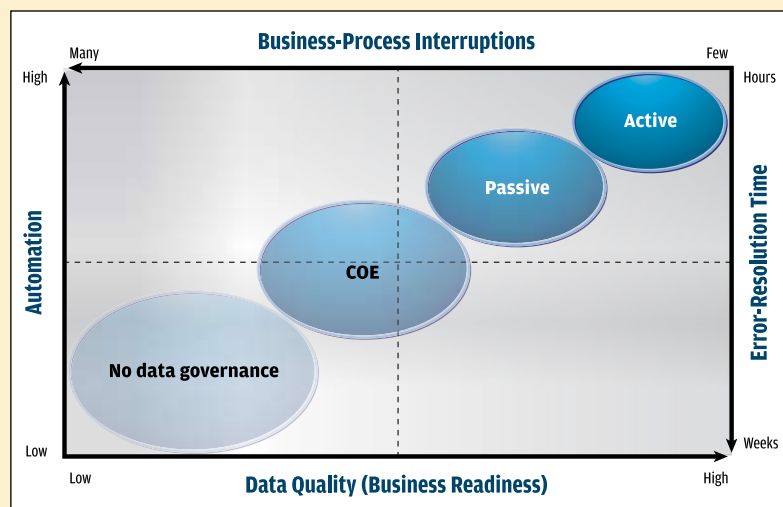 Business-Process Interruptions
Many
Few
High
Hours
Active
Passive
Automation
Error-Resolution Time
COE
No data governance
Low
Weeks
Low
High
Data Quality (Business Readiness)